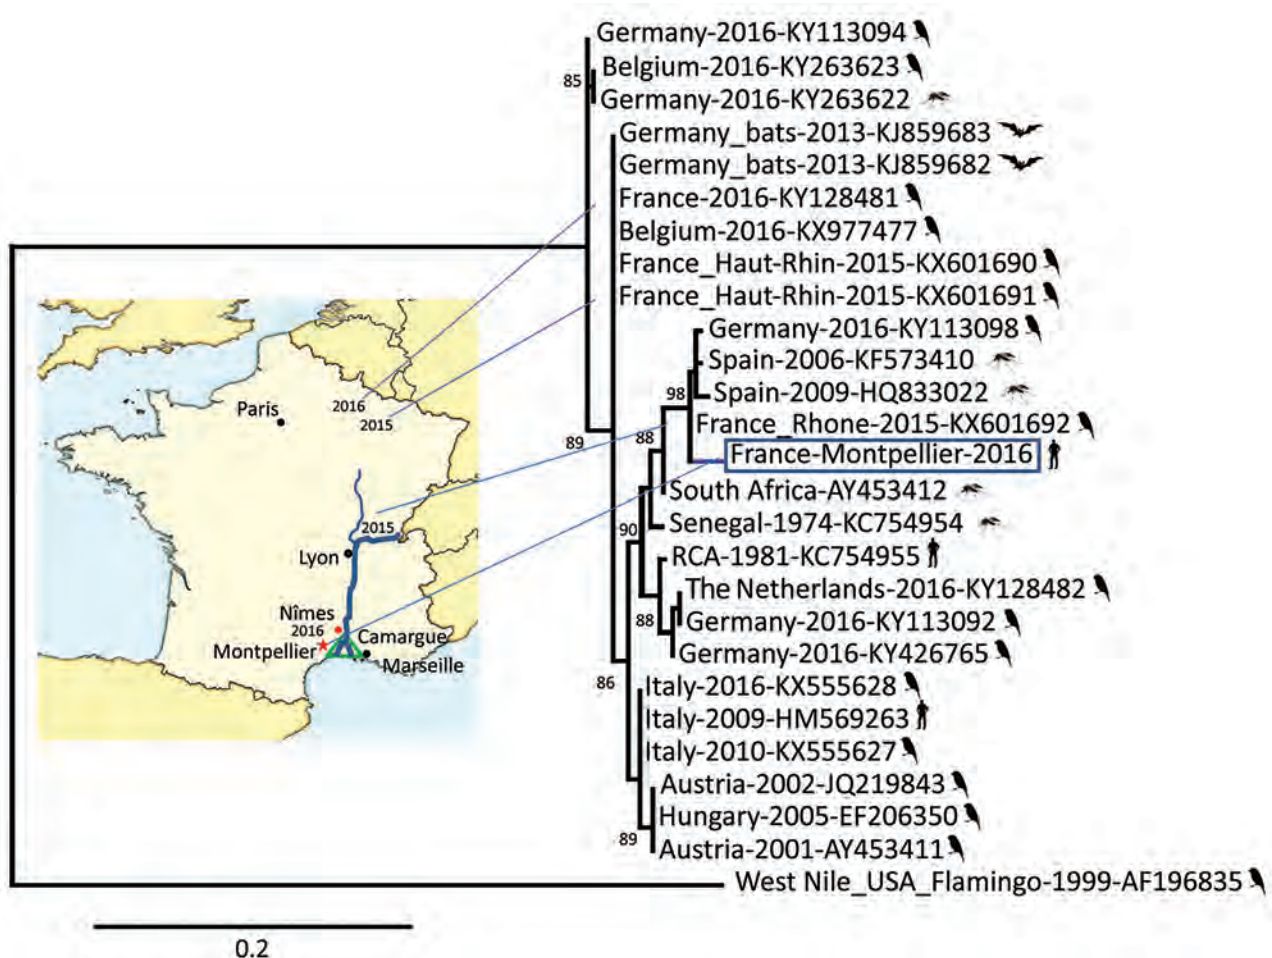 Germany-2016-KY113094
Belgium-2016-KY263623
85
Germany-2016-KY263622
Germany_bats-2013-KJ859683
Germany_bats-2013-KJ859682
France-2016-KY128481
Belgium-2016-KX977477
France_Haut-Rhin-2015-KX601690
France_Haut-Rhin-2015-KX601691
Germany-2016-KY113098
Spain-2006-KF573410
98
Spain-2009-HQ833022
2016
Paris
2015
France_Rhone-2015-KX601692
89
88
France-Montpellier-2016
South Africa-AY453412
2015
90
Senegal-1974-KC754954
Lyon
RCA-1981-KC754955
The Netherlands-2016-KY128482
Nîmes
88
Germany-2016-KY113092
2016
Camargue
Montpellier
Germany-2016-KY426765
Marseille
86
Italy-2016-KX555628
Italy-2009-HM569263
Italy-2010-KX555627
Austria-2002-JQ219843
Hungary-2005-EF206350
89
Austria-2001-AY453411
West Nile_USA_Flamingo-1999-AF196835
0.2